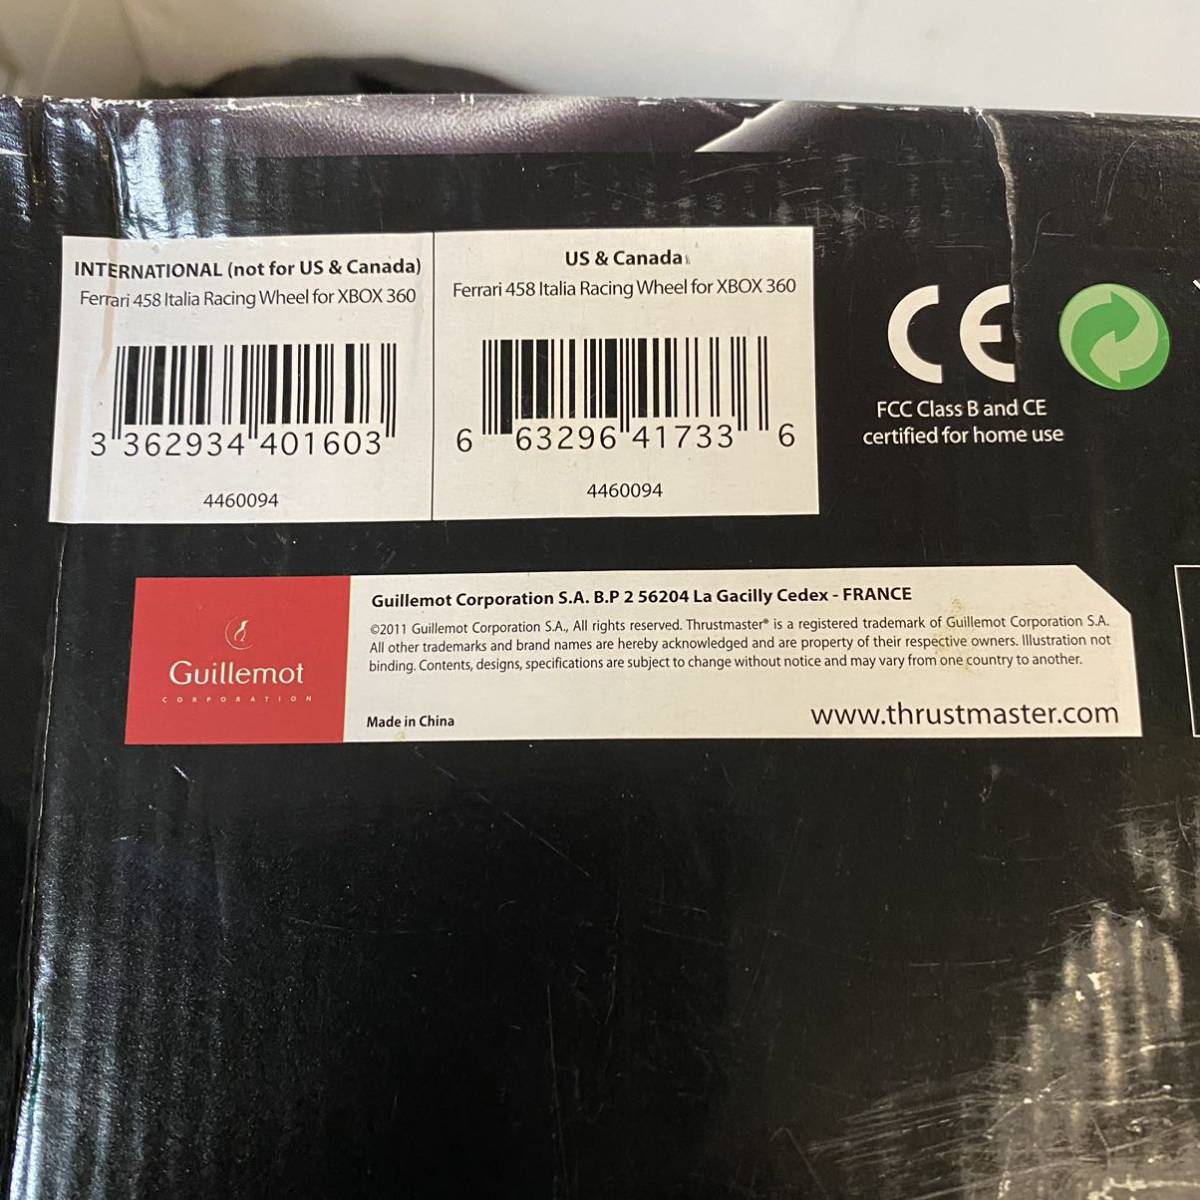 INTERNATIONAL (not for US & Canada)
Ferrari 458 Italia Racing Wheel for XBOX 360
3 362934 401603
4460094
US & Canada
Ferrari 458 Italia Racing Wheel for XBOX 360
6 63296 41733 6
4460094
CE
FCC Class B and CE
certified for home use
Guillemot
CORPORATION
Guillemot Corporation S.A. B.P 2 56204 La Gacilly Cedex - FRANCE
©2011 Guillemot Corporation S.A., All rights reserved. Thrustmaster® is a registered trademark of Guillemot Corporation S.A.
All other trademarks and brand names are hereby acknowledged and are property of their respective owners. Illustration not
binding. Contents, designs, specifications are subject to change without notice and may vary from one country to another.
Made in China
www.thrustmaster.com